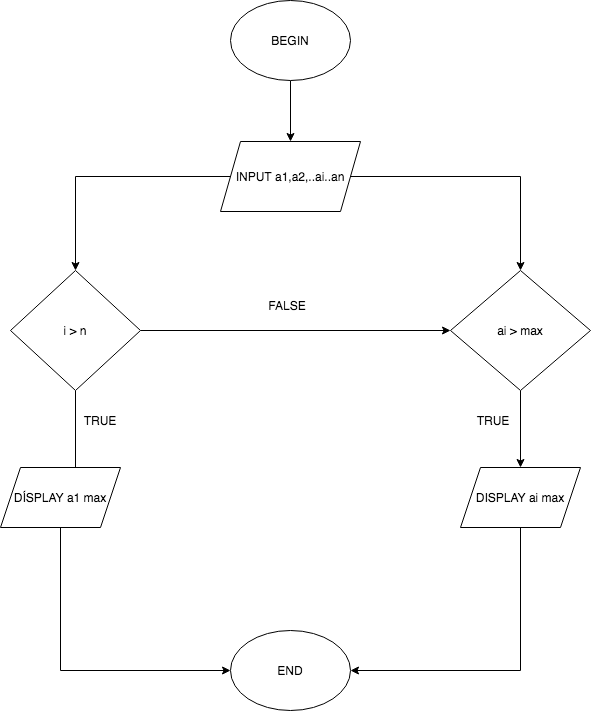 BEGIN
INPUT a1,a2,..ai..an
FALSE
i > n
ai > max
TRUE
TRUE
DÍSPLAY a1 max
DISPLAY ai max
END